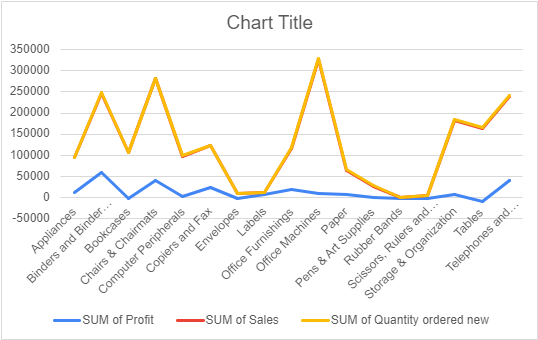 Chart Title
350000
300000
250000
200000
150000
100000
50000
0
-50000
Appliances
Binders and Binder…
Bookcases
Chairs & Chairmats
Computer Peripherals
Copiers and Fax
Envelopes
Labels
Office Furnishings
Office Machines
Paper
Pens & Art Supplies
Rubber Bands
Scissors, Rulers and…
Storage & Organization
Tables
Telephones and…
SUM of Profit
SUM of Sales
SUM of Quantity ordered new